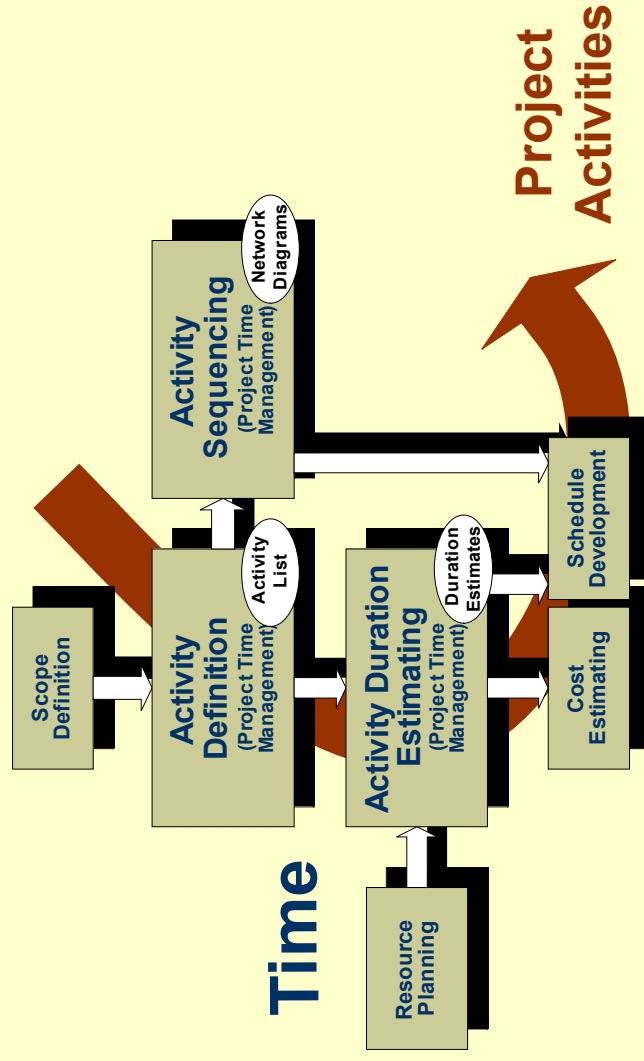 Time
Project
Activities
Scope
Definition
Activity
Definition
(Project Time
Management)
Activity
List
Activity
Sequencing
(Project Time
Management)
Network
Diagrams
Resource
Planning
Activity Duration
Estimating
(Project Time
Management)
Duration
Estimates
Cost
Estimating
Schedule
Development